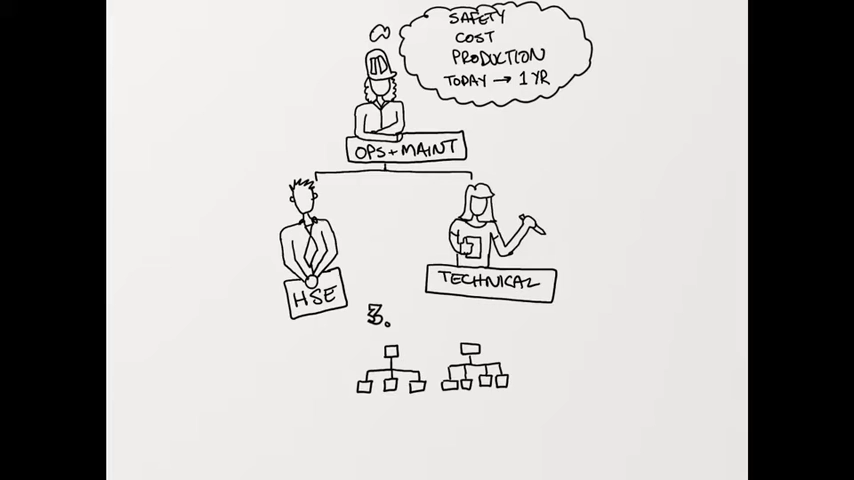 SAFETY
COST
PRODUCTION
TODAY → 1 YR
OPS + MAINT
HSE
TECHNICAL
3.